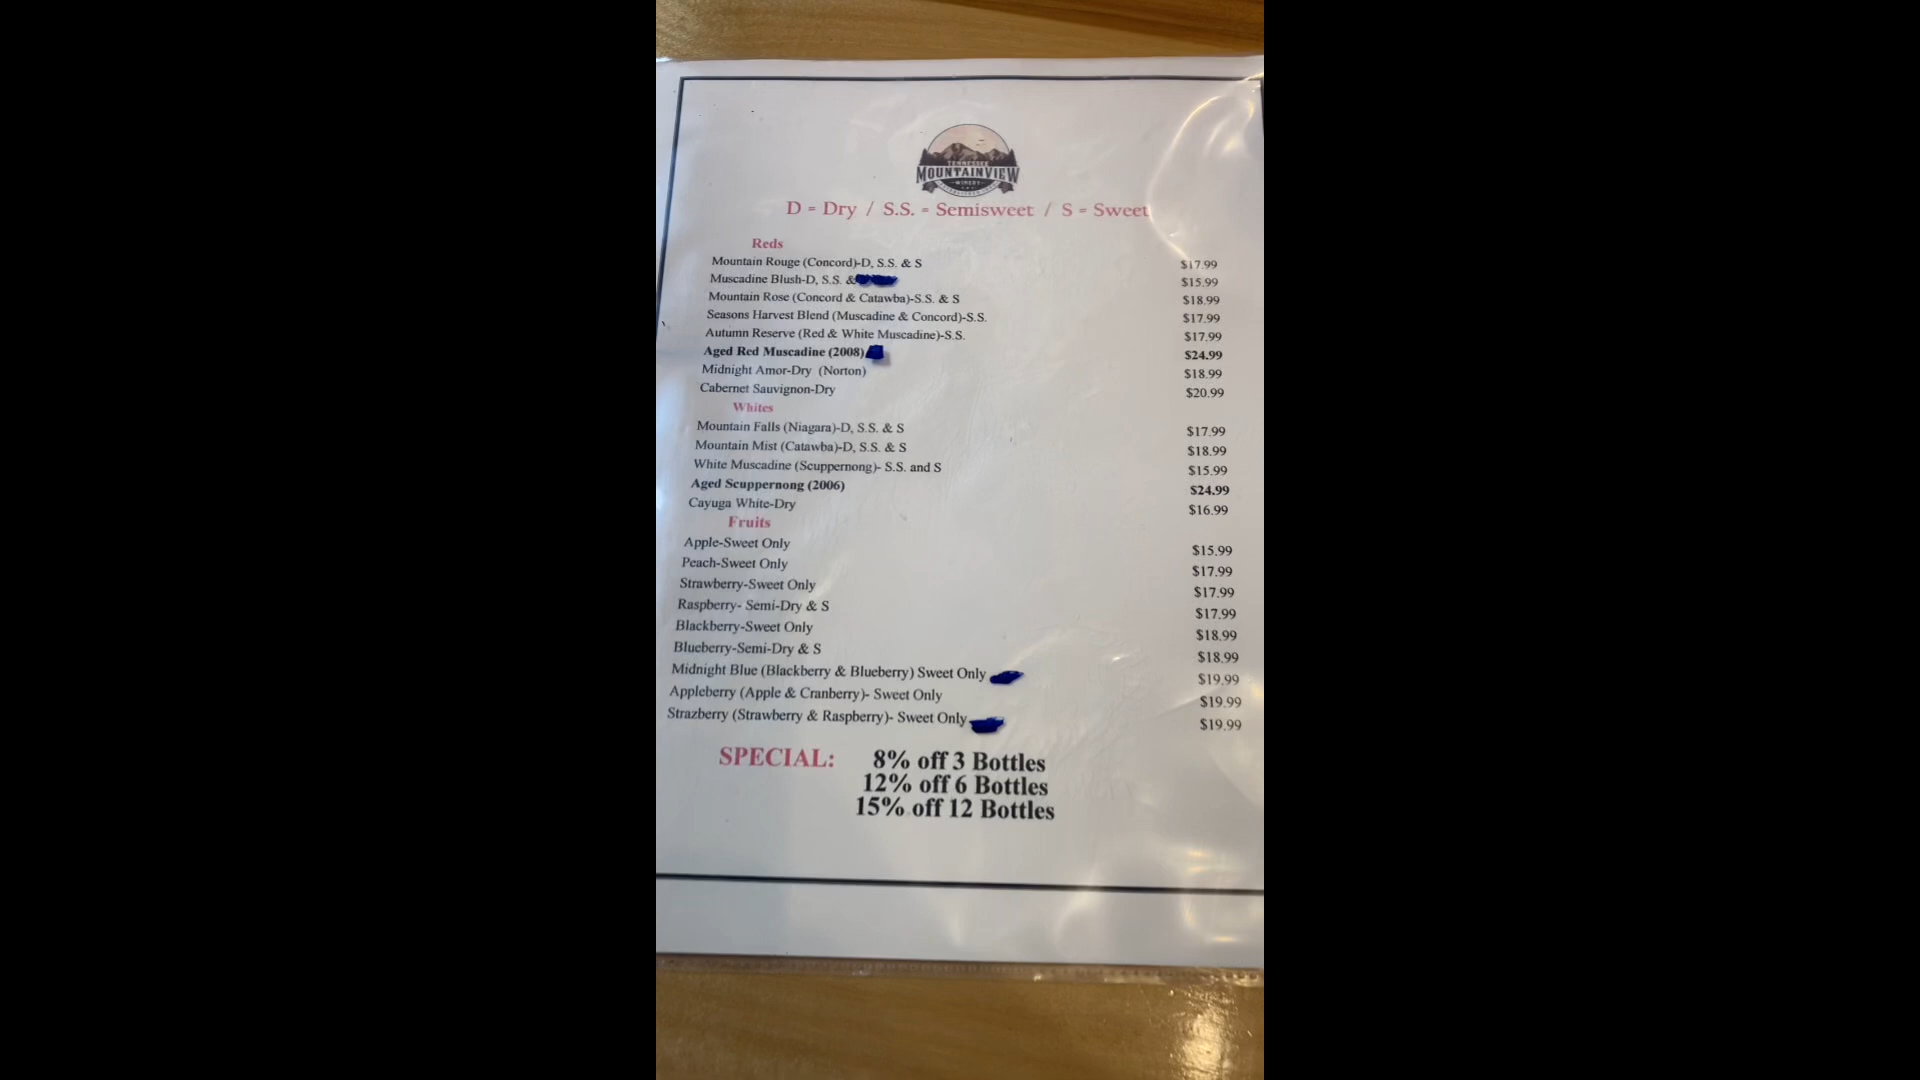 TENNESSEE
MOUNTAINVIEW
WINERY
D = Dry / S.S. = Semisweet / S = Sweet
Reds
Mountain Rouge (Concord)-D, S.S. & S $17.99
Muscadine Blush-D, S.S. & $15.99
Mountain Rose (Concord & Catawba)-S.S. & S $18.99
Seasons Harvest Blend (Muscadine & Concord)-S.S. $17.99
Autumn Reserve (Red & White Muscadine)-S.S. $17.99
Aged Red Muscadine (2008) $24.99
Midnight Amor-Dry (Norton) $18.99
Cabernet Sauvignon-Dry $20.99
Whites
Mountain Falls (Niagara)-D, S.S. & S $17.99
Mountain Mist (Catawba)-D, S.S. & S $18.99
White Muscadine (Scuppernong)- S.S. and S $15.99
Aged Scuppernong (2006) $24.99
Cayuga White-Dry $16.99
Fruits
Apple-Sweet Only $15.99
Peach-Sweet Only $17.99
Strawberry-Sweet Only $17.99
Raspberry- Semi-Dry & S $17.99
Blackberry-Sweet Only $18.99
Blueberry-Semi-Dry & S $18.99
Midnight Blue (Blackberry & Blueberry) Sweet Only $19.99
Appleberry (Apple & Cranberry)- Sweet Only $19.99
Strazberry (Strawberry & Raspberry)- Sweet Only $19.99
SPECIAL: 8% off 3 Bottles
12% off 6 Bottles
15% off 12 Bottles